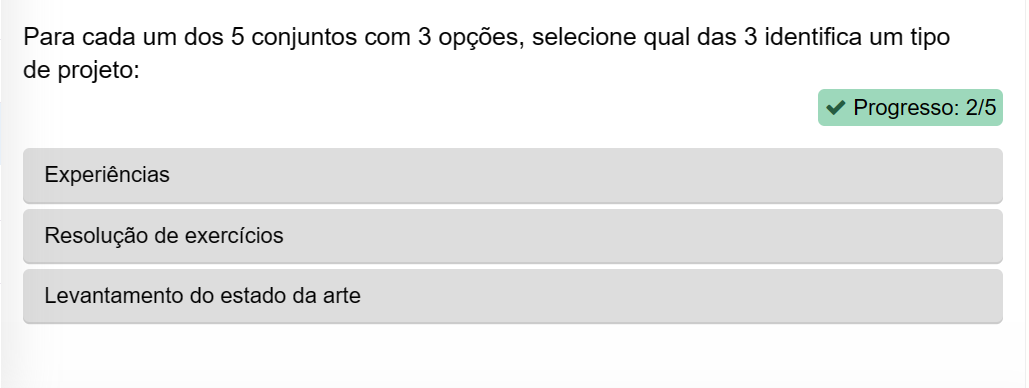 Para cada um dos 5 conjuntos com 3 opções, selecione qual das 3 identifica um tipo
de projeto:
Progresso: 2/5
Experiências
Resolução de exercícios
Levantamento do estado da arte